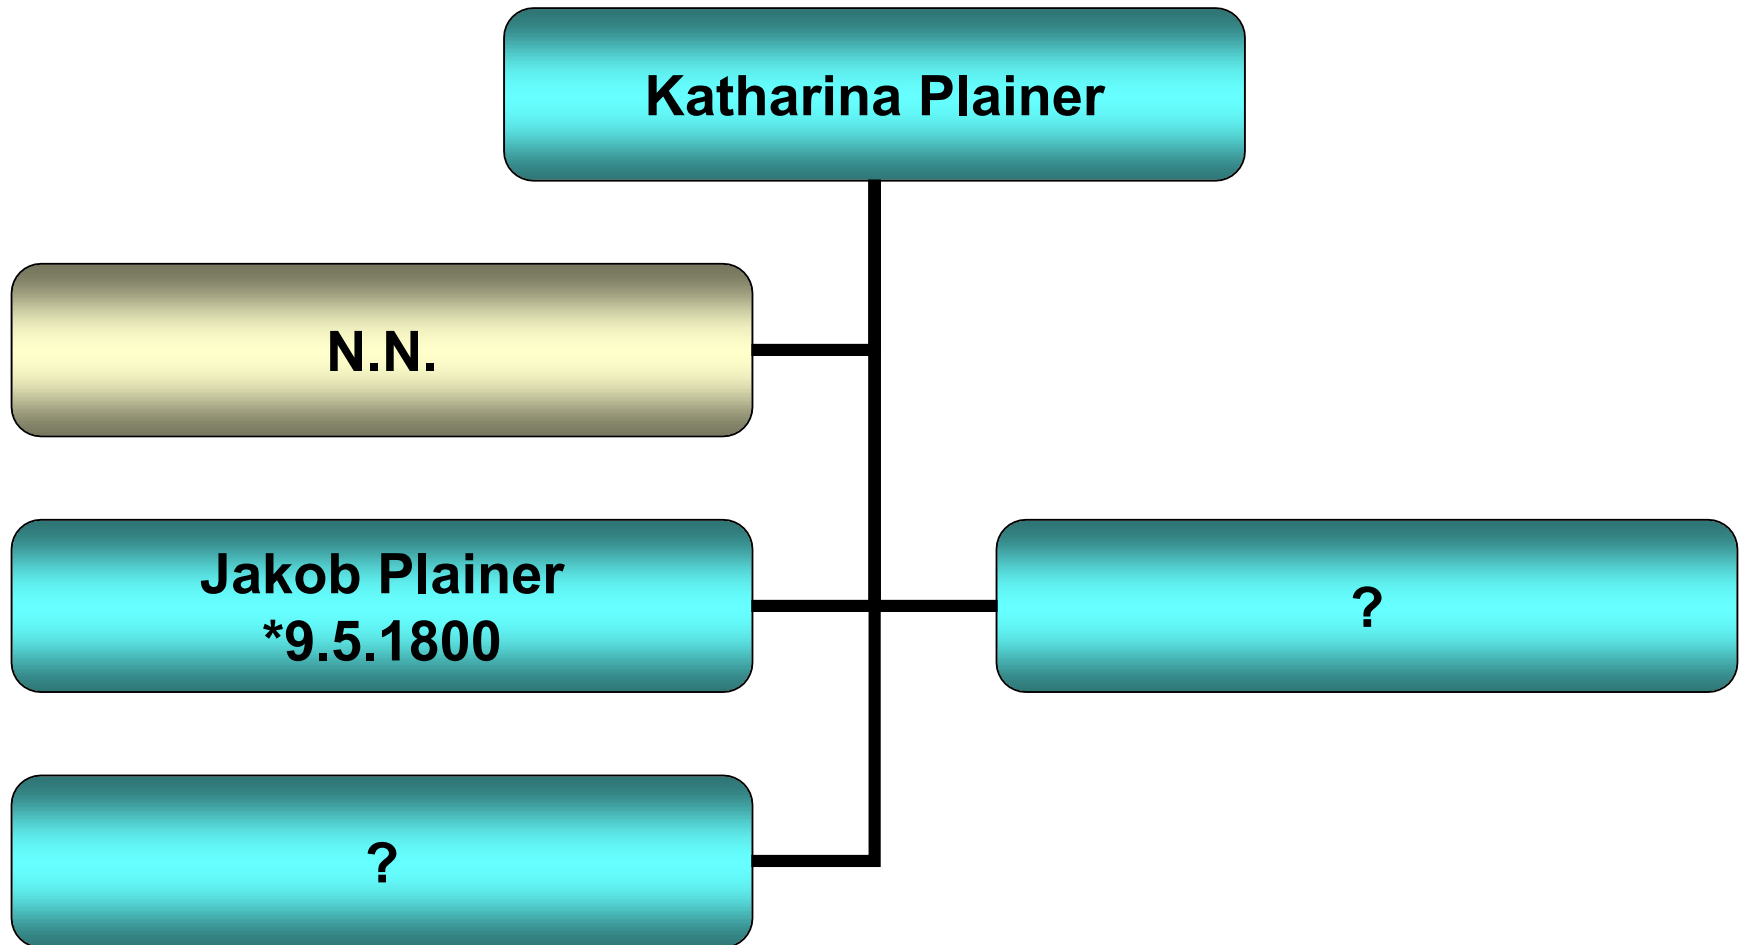 Katharina Plainer
N.N.
Jakob Plainer
*9.5.1800
?
?